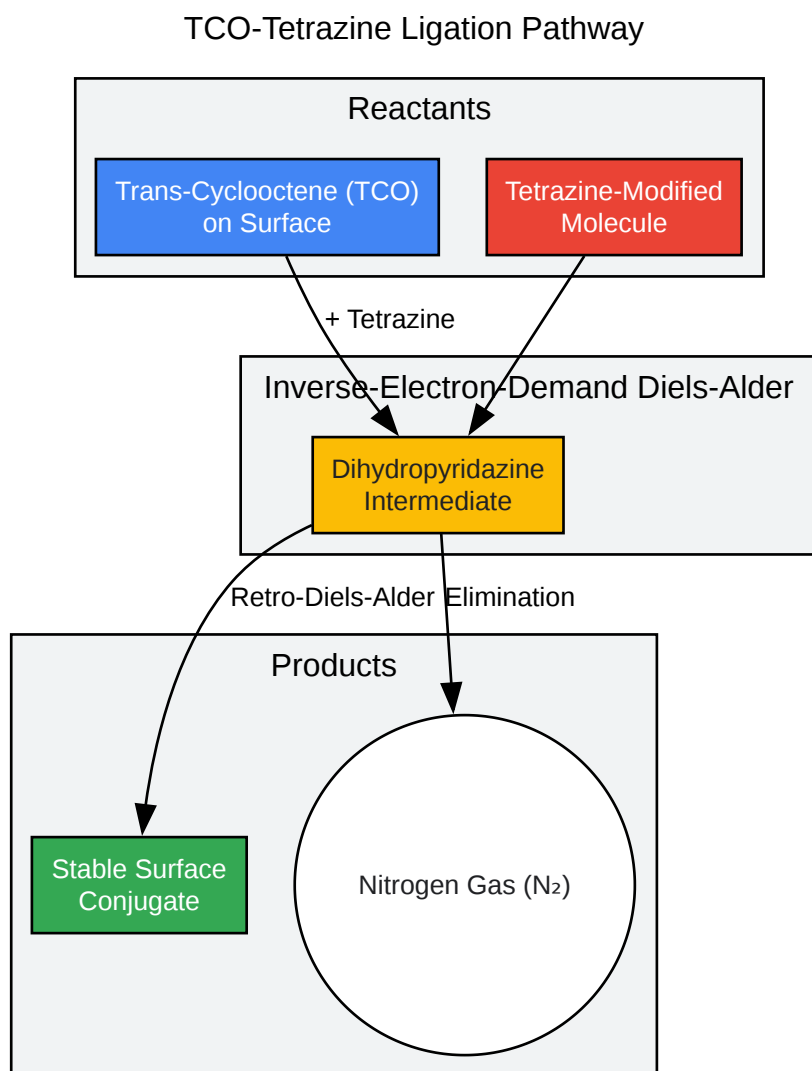 TCO-Tetrazine Ligation Pathway
Reactants
Trans-Cyclooctene (TCO)
on Surface
Tetrazine-Modified
Molecule
+ Tetrazine
Inverse-Electron-Demand Diels-Alder
Dihydropyridazine
Intermediate
Retro-Diels-Alder
Elimination
Products
Stable Surface
Conjugate
Nitrogen Gas (N₂)